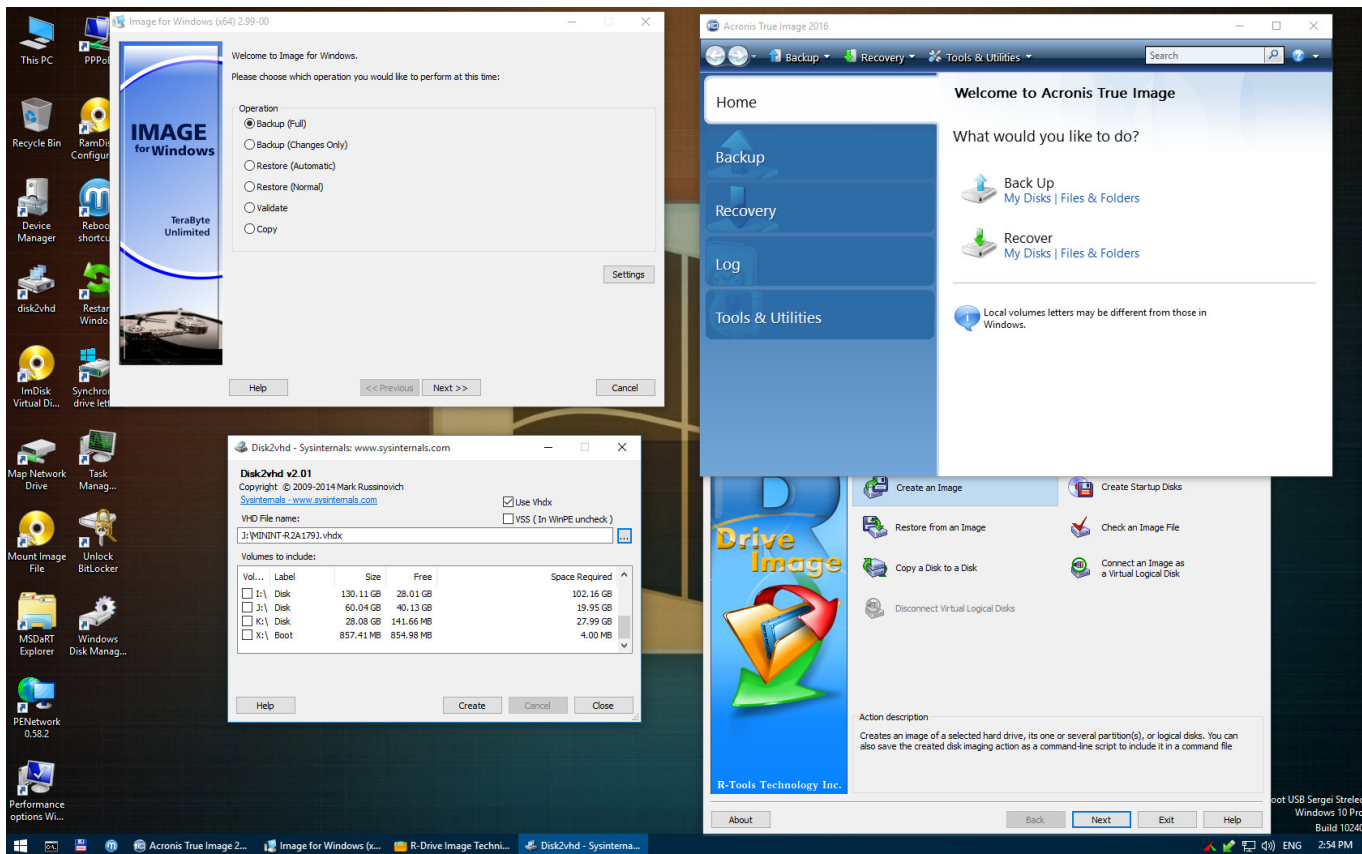 This PC
PPPoE
Recycle Bin
RamDis
Configur
Device
Manager
Reboo
shortcu
disk2vhd
Restar
Windo
ImDisk
Virtual Di...
Synchron
drive lett
Map Network
Drive
Task
Manag...
Mount Image
File
Unlock
BitLocker
MSDaRT
Explorer
Windows
Disk Manag...
PENetwork
0.58.2
Performance
options Wi...
Image for Windows (x64) 2.99-00
IMAGE
for Windows
TeraByte
Unlimited
Welcome to Image for Windows.
Please choose which operation you would like to perform at this time:
Operation
Backup (Full)
Backup (Changes Only)
Restore (Automatic)
Restore (Normal)
Validate
Copy
Settings
Help
<< Previous
Next >>
Cancel
Acronis True Image 2016
Backup
Recovery
Tools & Utilities
Search
Home
Backup
Recovery
Log
Tools & Utilities
Welcome to Acronis True Image
What would you like to do?
Back Up
My Disks | Files & Folders
Recover
My Disks | Files & Folders
Local volumes letters may be different from those in
Windows.
Disk2vhd - Sysinternals: www.sysinternals.com
Disk2vhd v2.01
Copyright © 2009-2014 Mark Russinovich
Sysinternals - www.sysinternals.com
Use Vhdx
VHD File name:
VSS ( In WinPE uncheck )
J:\MININT-R2A179J.vhdx
...
Volumes to include:
Vol... Label Size Free Space Required
I:\ Disk 130.11 GB 28.01 GB 102.16 GB
J:\ Disk 60.04 GB 40.13 GB 19.95 GB
K:\ Disk 28.08 GB 141.66 MB 27.99 GB
X:\ Boot 857.41 MB 854.98 MB 4.00 MB
Help
Create
Cancel
Close
Drive
Image
R-Tools Technology Inc.
Create an Image
Create Startup Disks
Restore from an Image
Check an Image File
Copy a Disk to a Disk
Connect an Image as
a Virtual Logical Disk
Disconnect Virtual Logical Disks
Action description
Creates an image of a selected hard drive, its one or several partition(s), or logical disks. You can
also save the created disk imaging action as a command-line script to include it in a command file
About
Back
Next
Exit
Help
oot USB Sergei Strelec
Windows 10 Pro
Build 10240
Acronis True Image 2...
Image for Windows (x...
R-Drive Image Techni...
Disk2vhd - Sysinterna...
ENG
2:54 PM